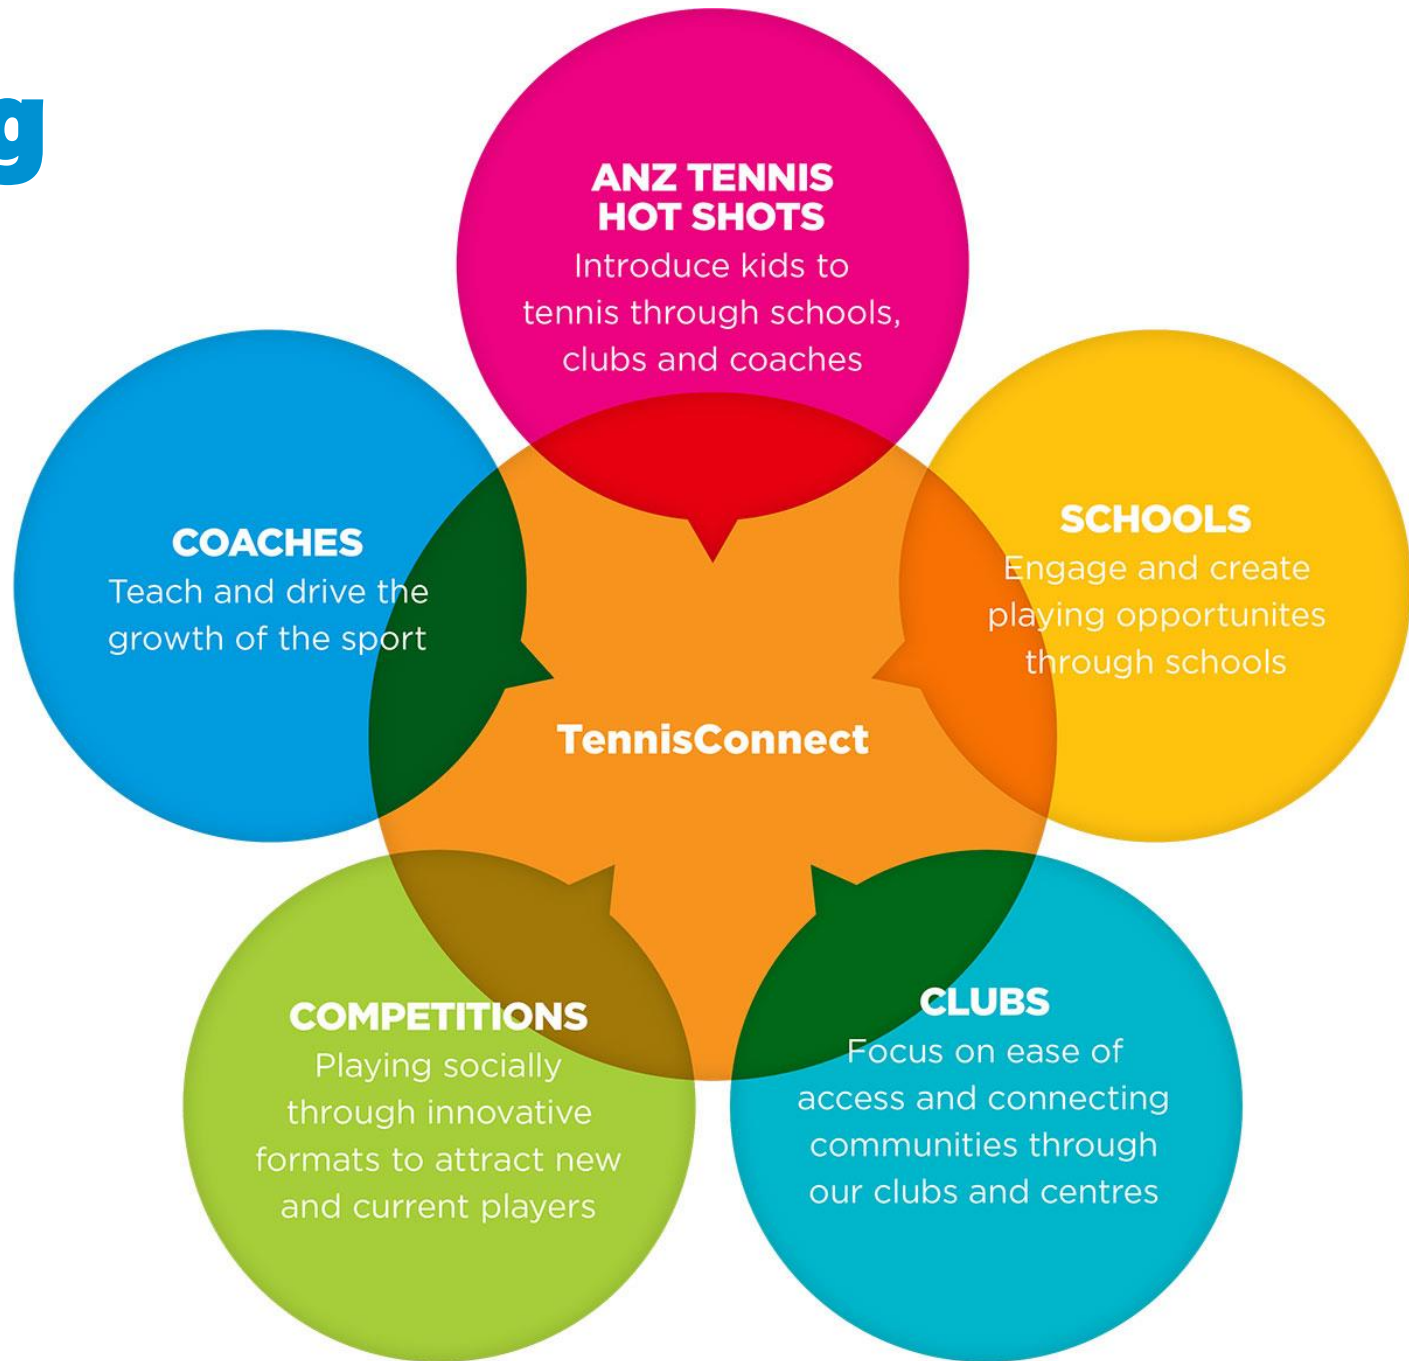 g
ANZ TENNIS
HOT SHOTS
Introduce kids to
tennis through schools,
clubs and coaches
COACHES
Teach and drive the
growth of the sport
SCHOOLS
Engage and create
playing opportunites
through schools
TennisConnect
COMPETITIONS
Playing socially
through innovative
formats to attract new
and current players
CLUBS
Focus on ease of
access and connecting
communities through
our clubs and centres